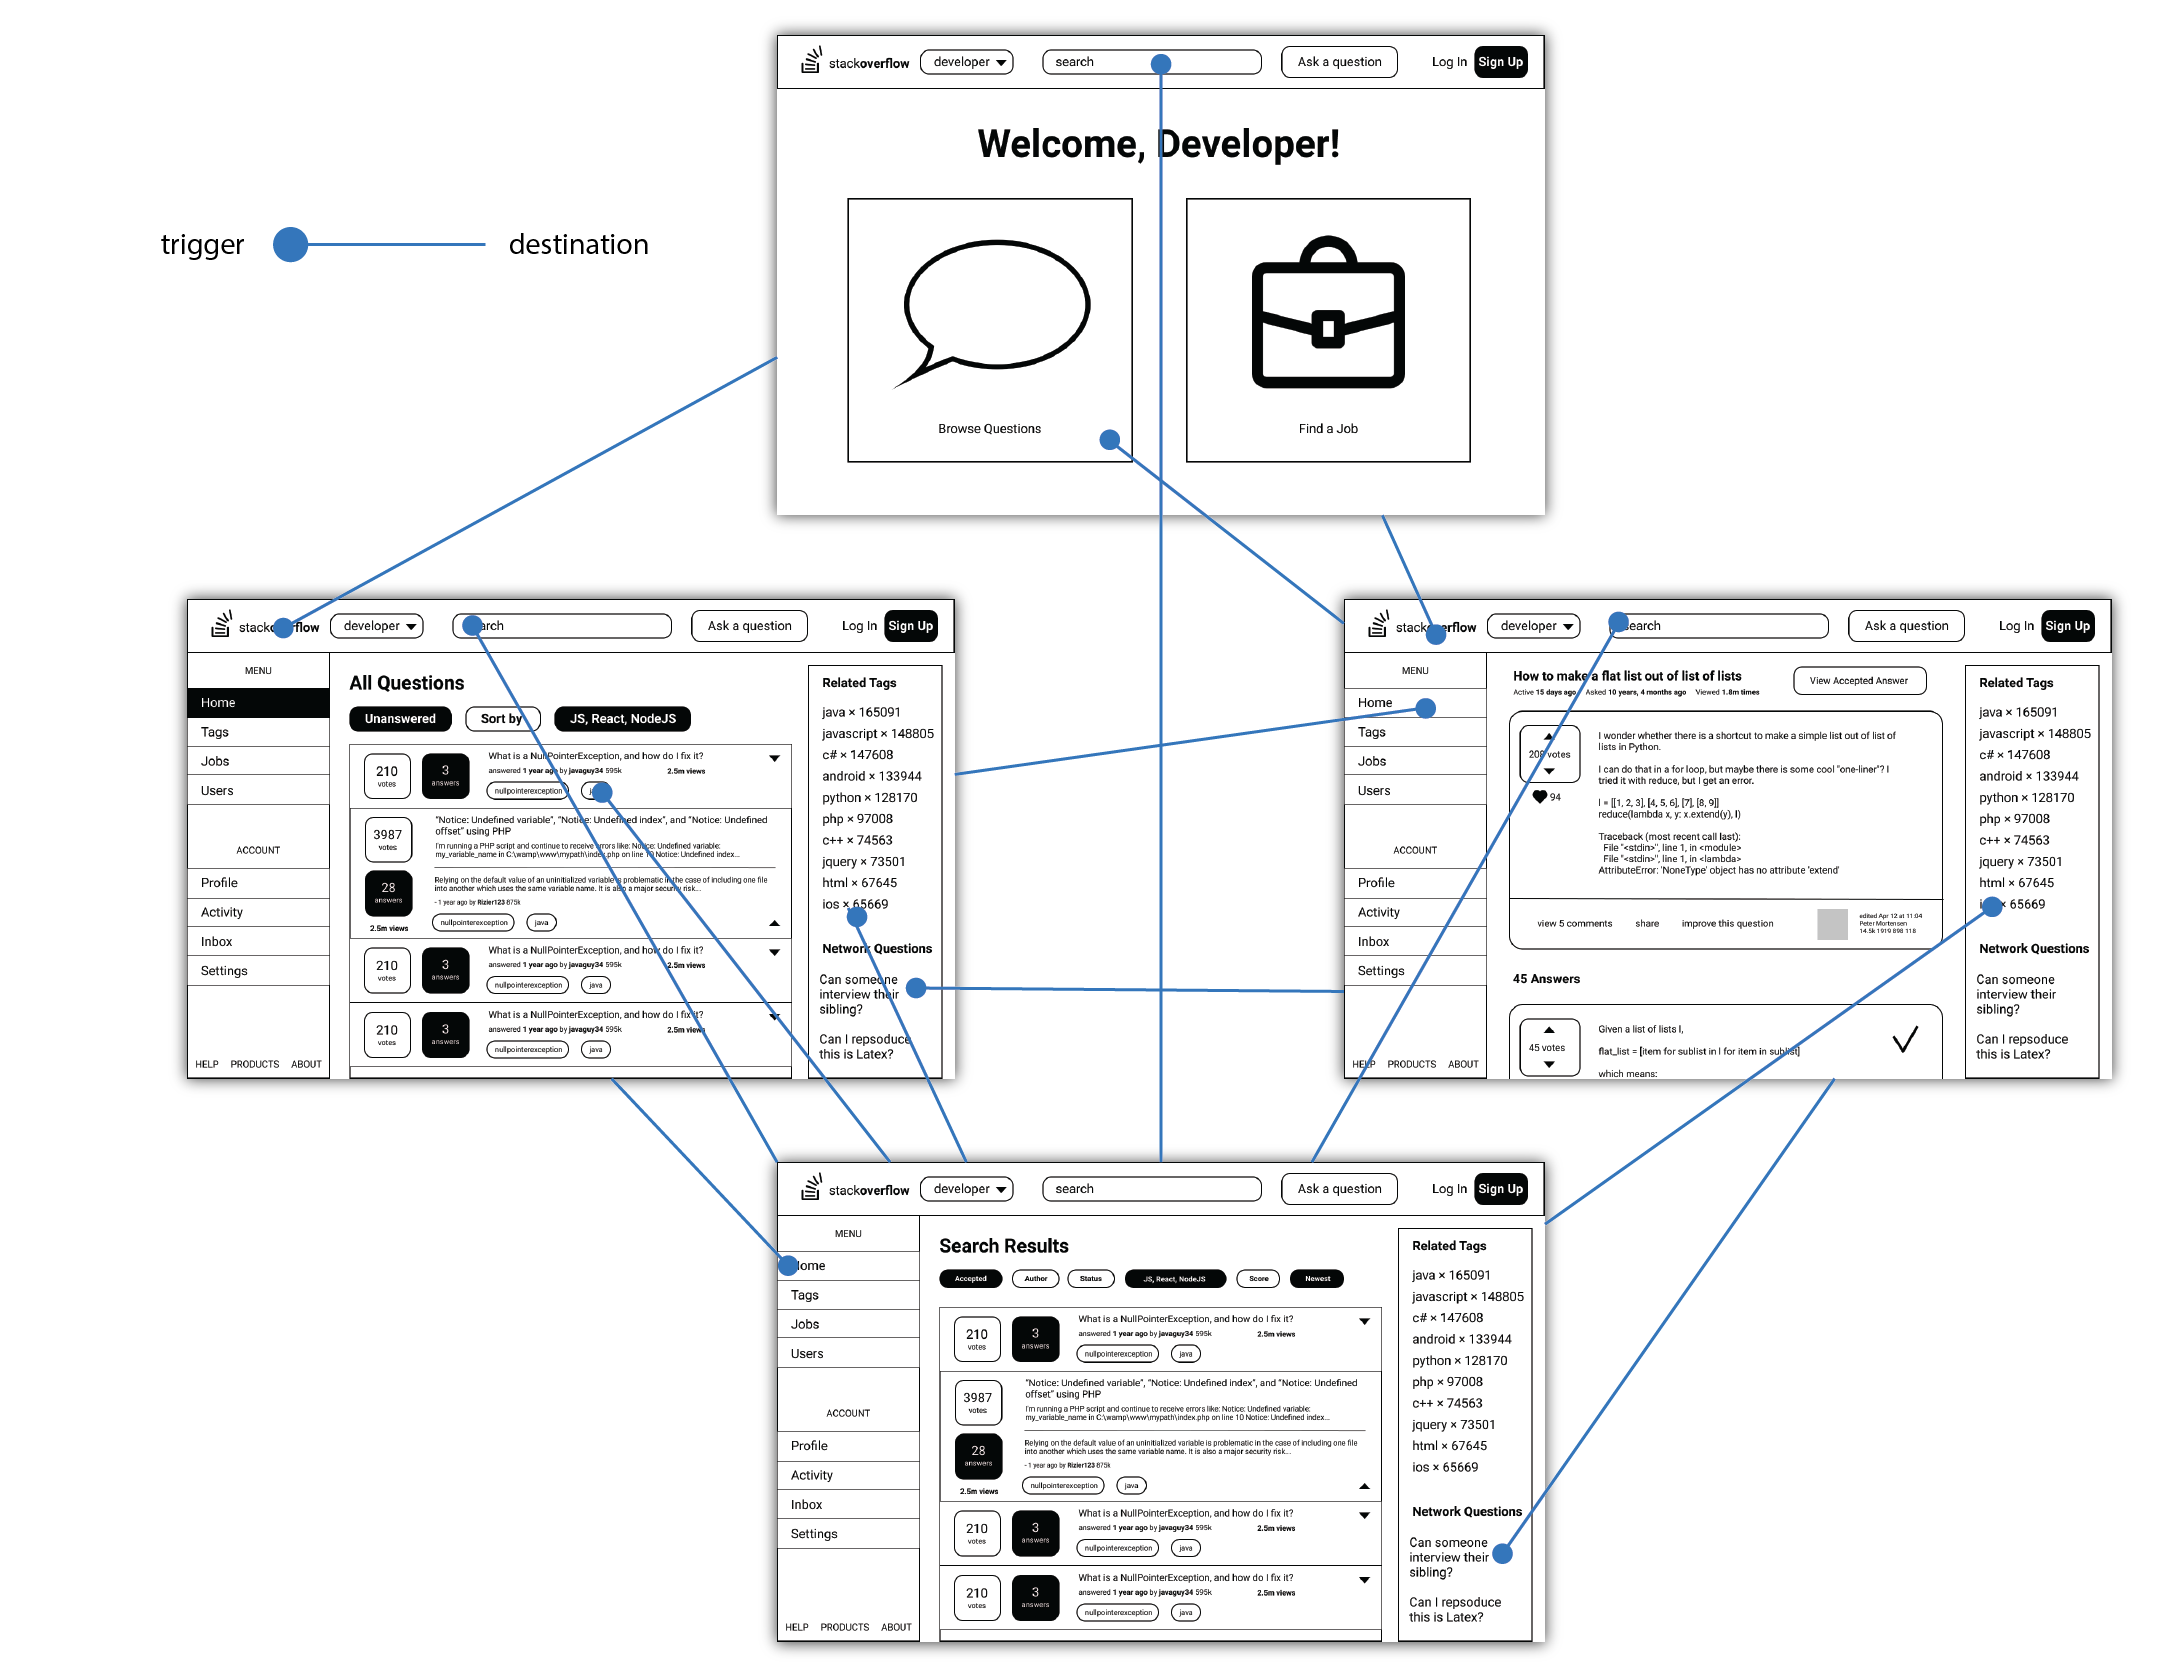 stackoverflow developer search Ask a question Log In Sign Up
Welcome, Developer!
Browse Questions
Find a Job
trigger destination
stackoverflow developer search Ask a question Log In Sign Up
MENU
Home
Tags
Jobs
Users
ACCOUNT
Profile
Activity
Inbox
Settings
HELP PRODUCTS ABOUT
All Questions
Unanswered Sort by JS, React, NodeJS
210
votes
3
answers
What is a NullPointerException, and how do I fix it?
answered 1 year ago by javaguy34 595k 2.5m views
nullpointerexception
3987
votes
28
answers
2.5m views
"Notice: Undefined variable", "Notice: Undefined index", and "Notice: Undefined
offset" using PHP
I'm running a PHP script and continue to receive errors like: Notice: Undefined variable:
my_variable_name in C:\wamp\www\mypath\index.php on line 10 Notice: Undefined index...
Relying on the default value of an uninitialized variable is problematic in the case of including one file
into another which uses the same variable name. It is also a major security risk...
- 1 year ago by Rizier123 875k
nullpointerexception java
210
votes
3
answers
What is a NullPointerException, and how do I fix it?
answered 1 year ago by javaguy34 595k 2.5m views
nullpointerexception java
210
votes
3
answers
What is a NullPointerException, and how do I fix it?
answered 1 year ago by javaguy34 595k 2.5m views
nullpointerexception java
Related Tags
java × 165091
javascript × 148805
c# × 147608
android × 133944
python × 128170
php × 97008
c++ × 74563
jquery × 73501
html × 67645
ios × 65669
Network Questions
Can someone
interview their
sibling?
Can I repsoduce
this is Latex?
stackoverflow developer search Ask a question Log In Sign Up
MENU
Home
Tags
Jobs
Users
ACCOUNT
Profile
Activity
Inbox
Settings
HELP PRODUCTS ABOUT
How to make a flat list out of list of lists
Active 15 days ago Asked 10 years, 4 months ago Viewed 1.8m times
View Accepted Answer
208 votes
94
I wonder whether there is a shortcut to make a simple list out of list of
lists in Python.
I can do that in a for loop, but maybe there is some cool "one-liner"? I
tried it with reduce, but I get an error.
l = [[1, 2, 3], [4, 5, 6], [7], [8, 9]]
reduce(lambda x, y: x.extend(y), l)
Traceback (most recent call last):
File "<stdin>", line 1, in <module>
File "<stdin>", line 1, in <lambda>
AttributeError: 'NoneType' object has no attribute 'extend'
view 5 comments share improve this question
edited Apr 12 at 11:04
Peter Mortensen
14.5k 1919 898 118
45 Answers
45 votes
Given a list of lists l,
flat_list = [item for sublist in l for item in sublist]
which means:
Related Tags
java × 165091
javascript × 148805
c# × 147608
android × 133944
python × 128170
php × 97008
c++ × 74563
jquery × 73501
html × 67645
ios × 65669
Network Questions
Can someone
interview their
sibling?
Can I repsoduce
this is Latex?
stackoverflow developer search Ask a question Log In Sign Up
MENU
Home
Tags
Jobs
Users
ACCOUNT
Profile
Activity
Inbox
Settings
HELP PRODUCTS ABOUT
Search Results
Accepted Author Status JS, React, NodeJS Score Newest
210
votes
3
answers
What is a NullPointerException, and how do I fix it?
answered 1 year ago by javaguy34 595k 2.5m views
nullpointerexception java
3987
votes
28
answers
2.5m views
"Notice: Undefined variable", "Notice: Undefined index", and "Notice: Undefined
offset" using PHP
I'm running a PHP script and continue to receive errors like: Notice: Undefined variable:
my_variable_name in C:\wamp\www\mypath\index.php on line 10 Notice: Undefined index...
Relying on the default value of an uninitialized variable is problematic in the case of including one file
into another which uses the same variable name. It is also a major security risk...
- 1 year ago by Rizier123 875k
nullpointerexception java
210
votes
3
answers
What is a NullPointerException, and how do I fix it?
answered 1 year ago by javaguy34 595k 2.5m views
nullpointerexception java
210
votes
3
answers
What is a NullPointerException, and how do I fix it?
answered 1 year ago by javaguy34 595k 2.5m views
nullpointerexception java
Related Tags
java × 165091
javascript × 148805
c# × 147608
android × 133944
python × 128170
php × 97008
c++ × 74563
jquery × 73501
html × 67645
ios × 65669
Network Questions
Can someone
interview their
sibling?
Can I repsoduce
this is Latex?